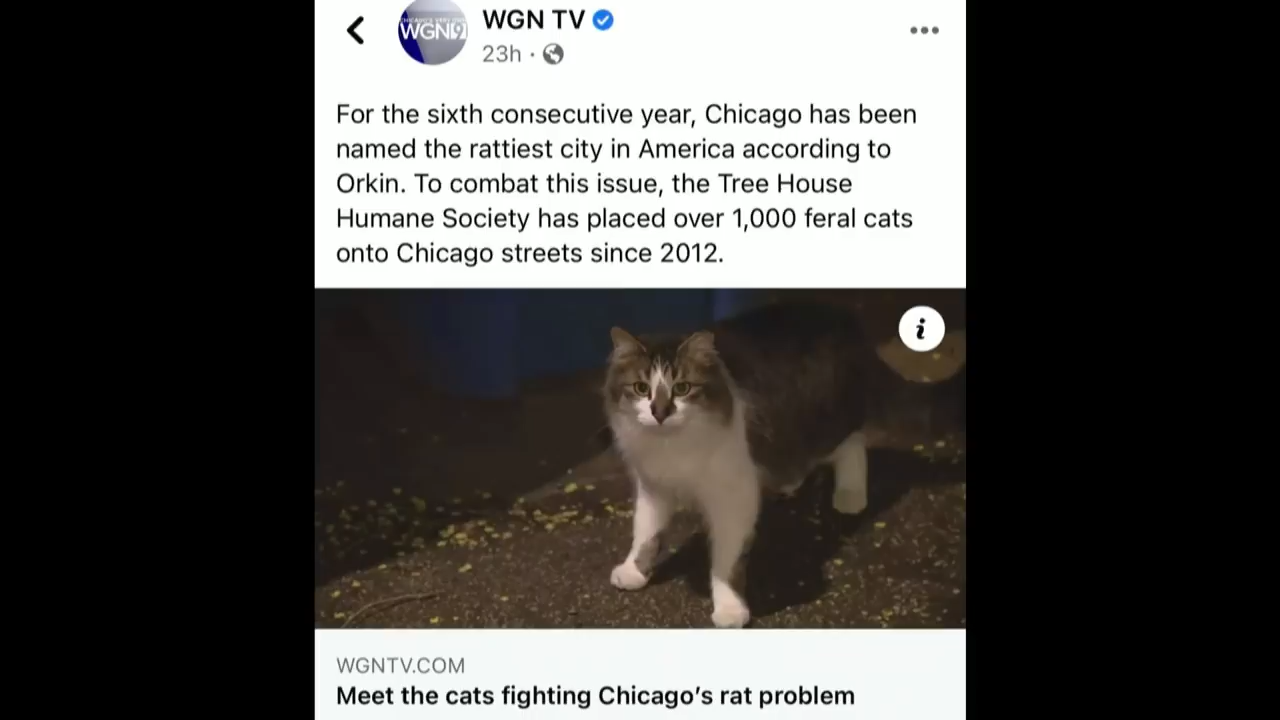 WGN TV
23h ·
For the sixth consecutive year, Chicago has been
named the rattiest city in America according to
Orkin. To combat this issue, the Tree House
Humane Society has placed over 1,000 feral cats
onto Chicago streets since 2012.
i
WGNTV.COM
Meet the cats fighting Chicago's rat problem